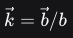 $\vec{k} = \vec{b}/b$